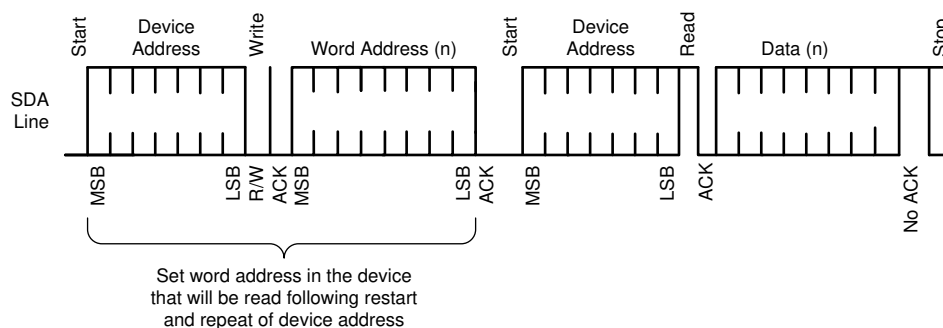 Start
Device
Address
Write
Word Address (n)
Start
Device
Address
Read
Data (n)
Stop
SDA
Line
MSB
LSB
R/W
ACK
MSB
LSB
ACK
MSB
LSB
ACK
No ACK
Set word address in the device
that will be read following restart
and repeat of device address